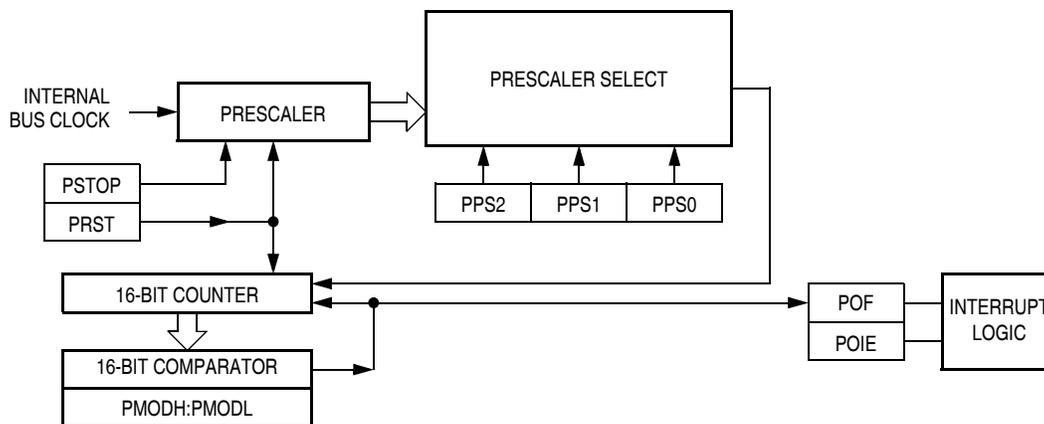 PRESCALER SELECT
INTERNAL
BUS CLOCK
PRESCALER
PSTOP
PRST
PPS2
PPS1
PPS0
16-BIT COUNTER
POF
POIE
INTERRUPT
LOGIC
16-BIT COMPARATOR
PMODH:PMODL